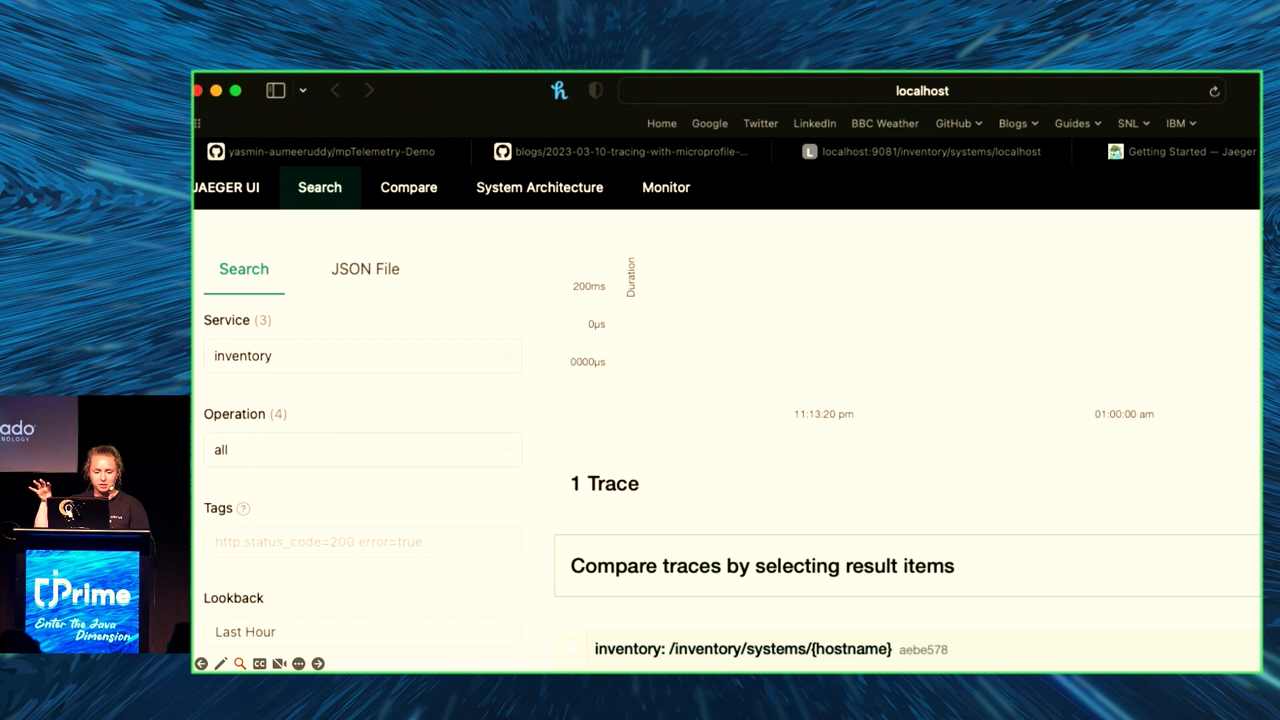 localhost
Home Google Twitter LinkedIn BBC Weather GitHub Blogs Guides SNL IBM
yasmin-aumeeruddy/mpTelemetry-Demo blogs/2023-03-10-tracing-with-microprofile-... L localhost:9081/inventory/systems/localhost Getting Started — Jaeger
JAEGER UI Search Compare System Architecture Monitor
Search JSON File
Service (3)
inventory
Operation (4)
all
Tags ?
http.status_code=200 error=true
Lookback
Last Hour
Duration
200ms
0µs
0000µs
11:13:20 pm 01:00:00 am
1 Trace
Compare traces by selecting result items
inventory: /inventory/systems/{hostname} aebe578
CC
ado
NOLOGY
jPrime
Enter the Java
Dimension